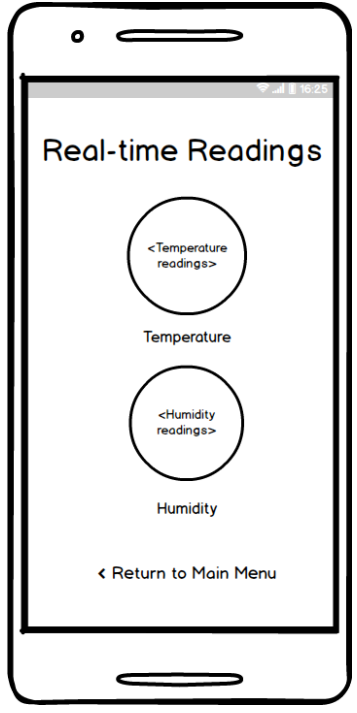 16:25
Real-time Readings
<Temperature
readings>
Temperature
<Humidity
readings>
Humidity
< Return to Main Menu